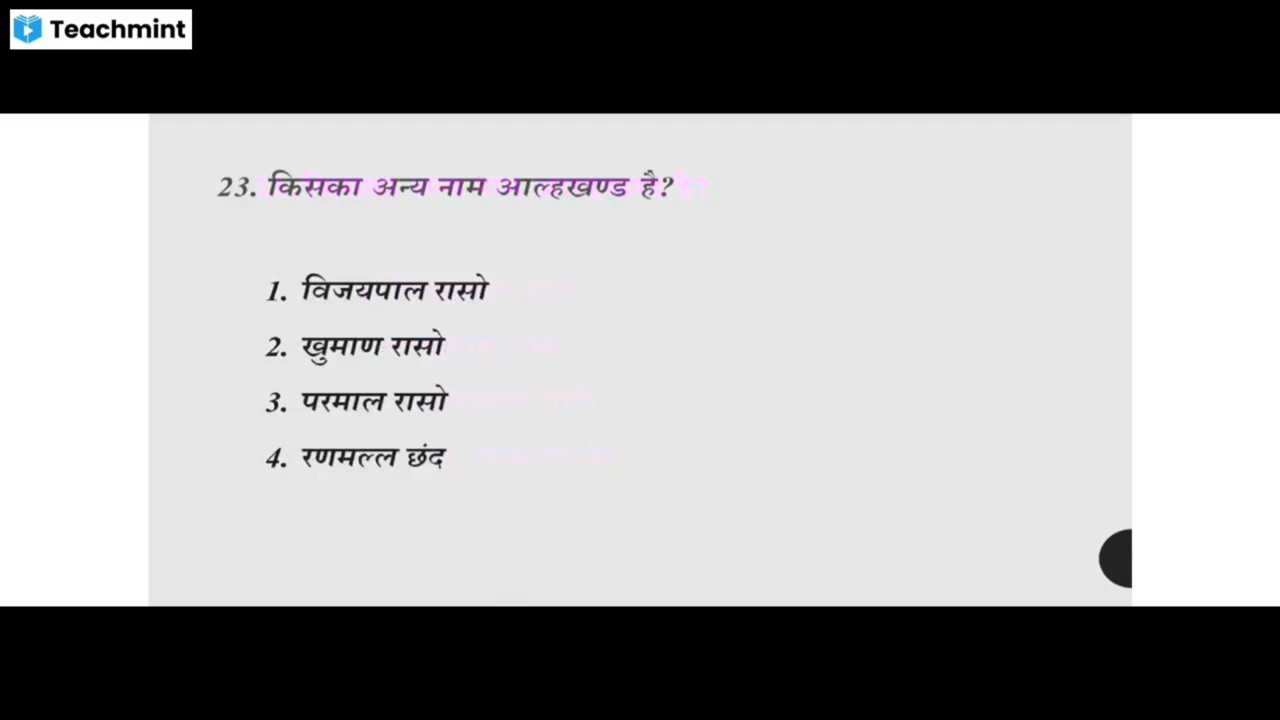 Teachmint
23. किसका अन्य नाम आल्हखण्ड है?
1. विजयपाल रासो
2. खुमाण रासो
3. परमाल रासो
4. रणमल्ल छंद